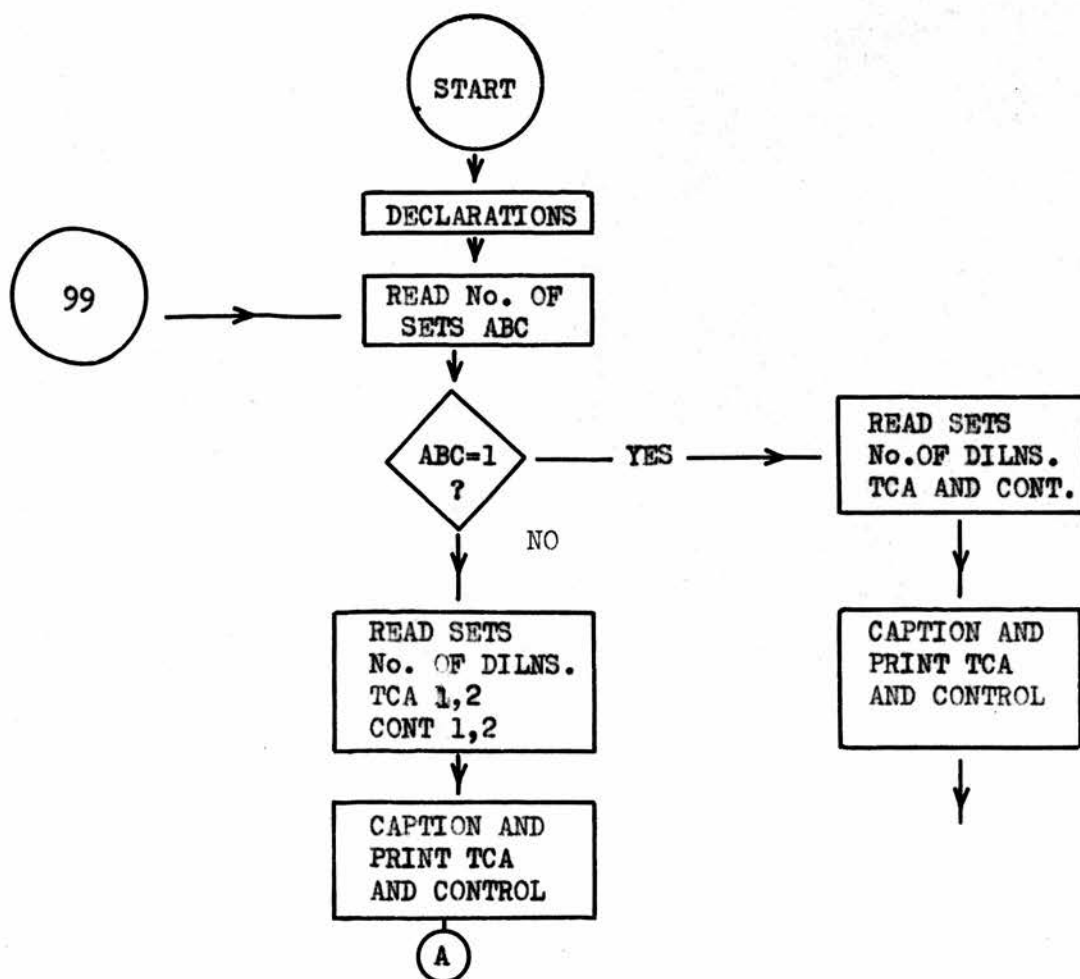 START
DECLARATIONS
99
READ No. OF
SETS ABC
ABC=1
?
YES
NO
READ SETS
No.OF DILNS.
TCA AND CONT.
CAPTION AND
PRINT TCA
AND CONTROL
READ SETS
No. OF DILNS.
TCA 1,2
CONT 1,2
CAPTION AND
PRINT TCA
AND CONTROL
A